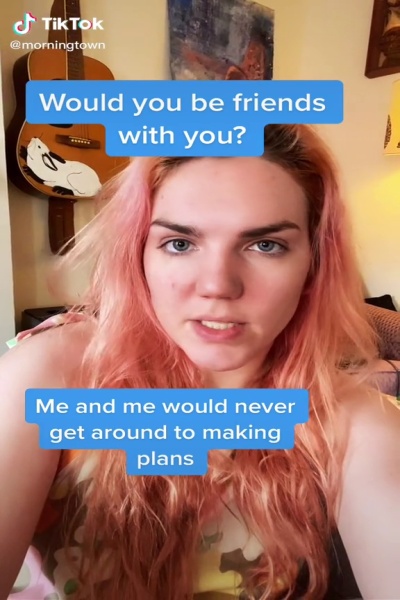 TikTok
@morningtown
Would you be friends
with you?
Me and me would never
get around to making
plans